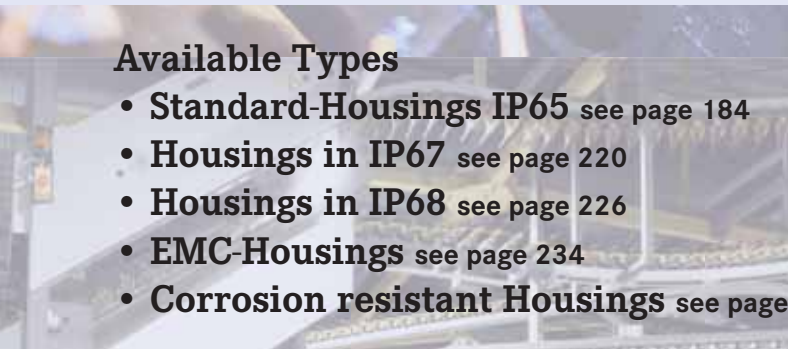 Available Types
• Standard-Housings IP65 see page 184
• Housings in IP67 see page 220
• Housings in IP68 see page 226
• EMC-Housings see page 234
• Corrosion resistant Housings see page